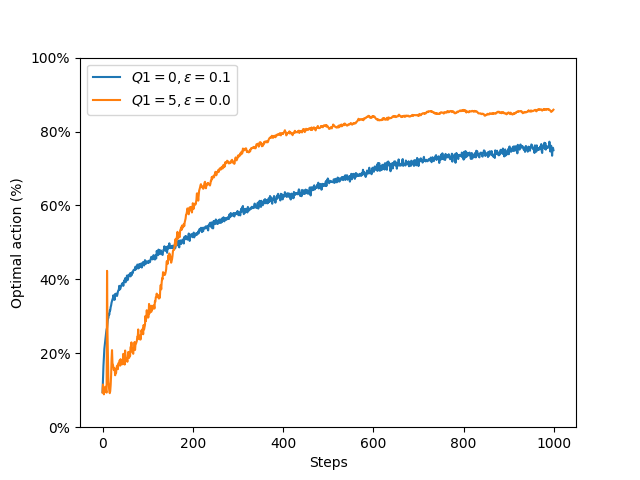 100%
80%
60%
40%
20%
0%
Optimal action (%)
Q1 = 0, ε = 0.1
Q1 = 5, ε = 0.0
0 200 400 600 800 1000
Steps